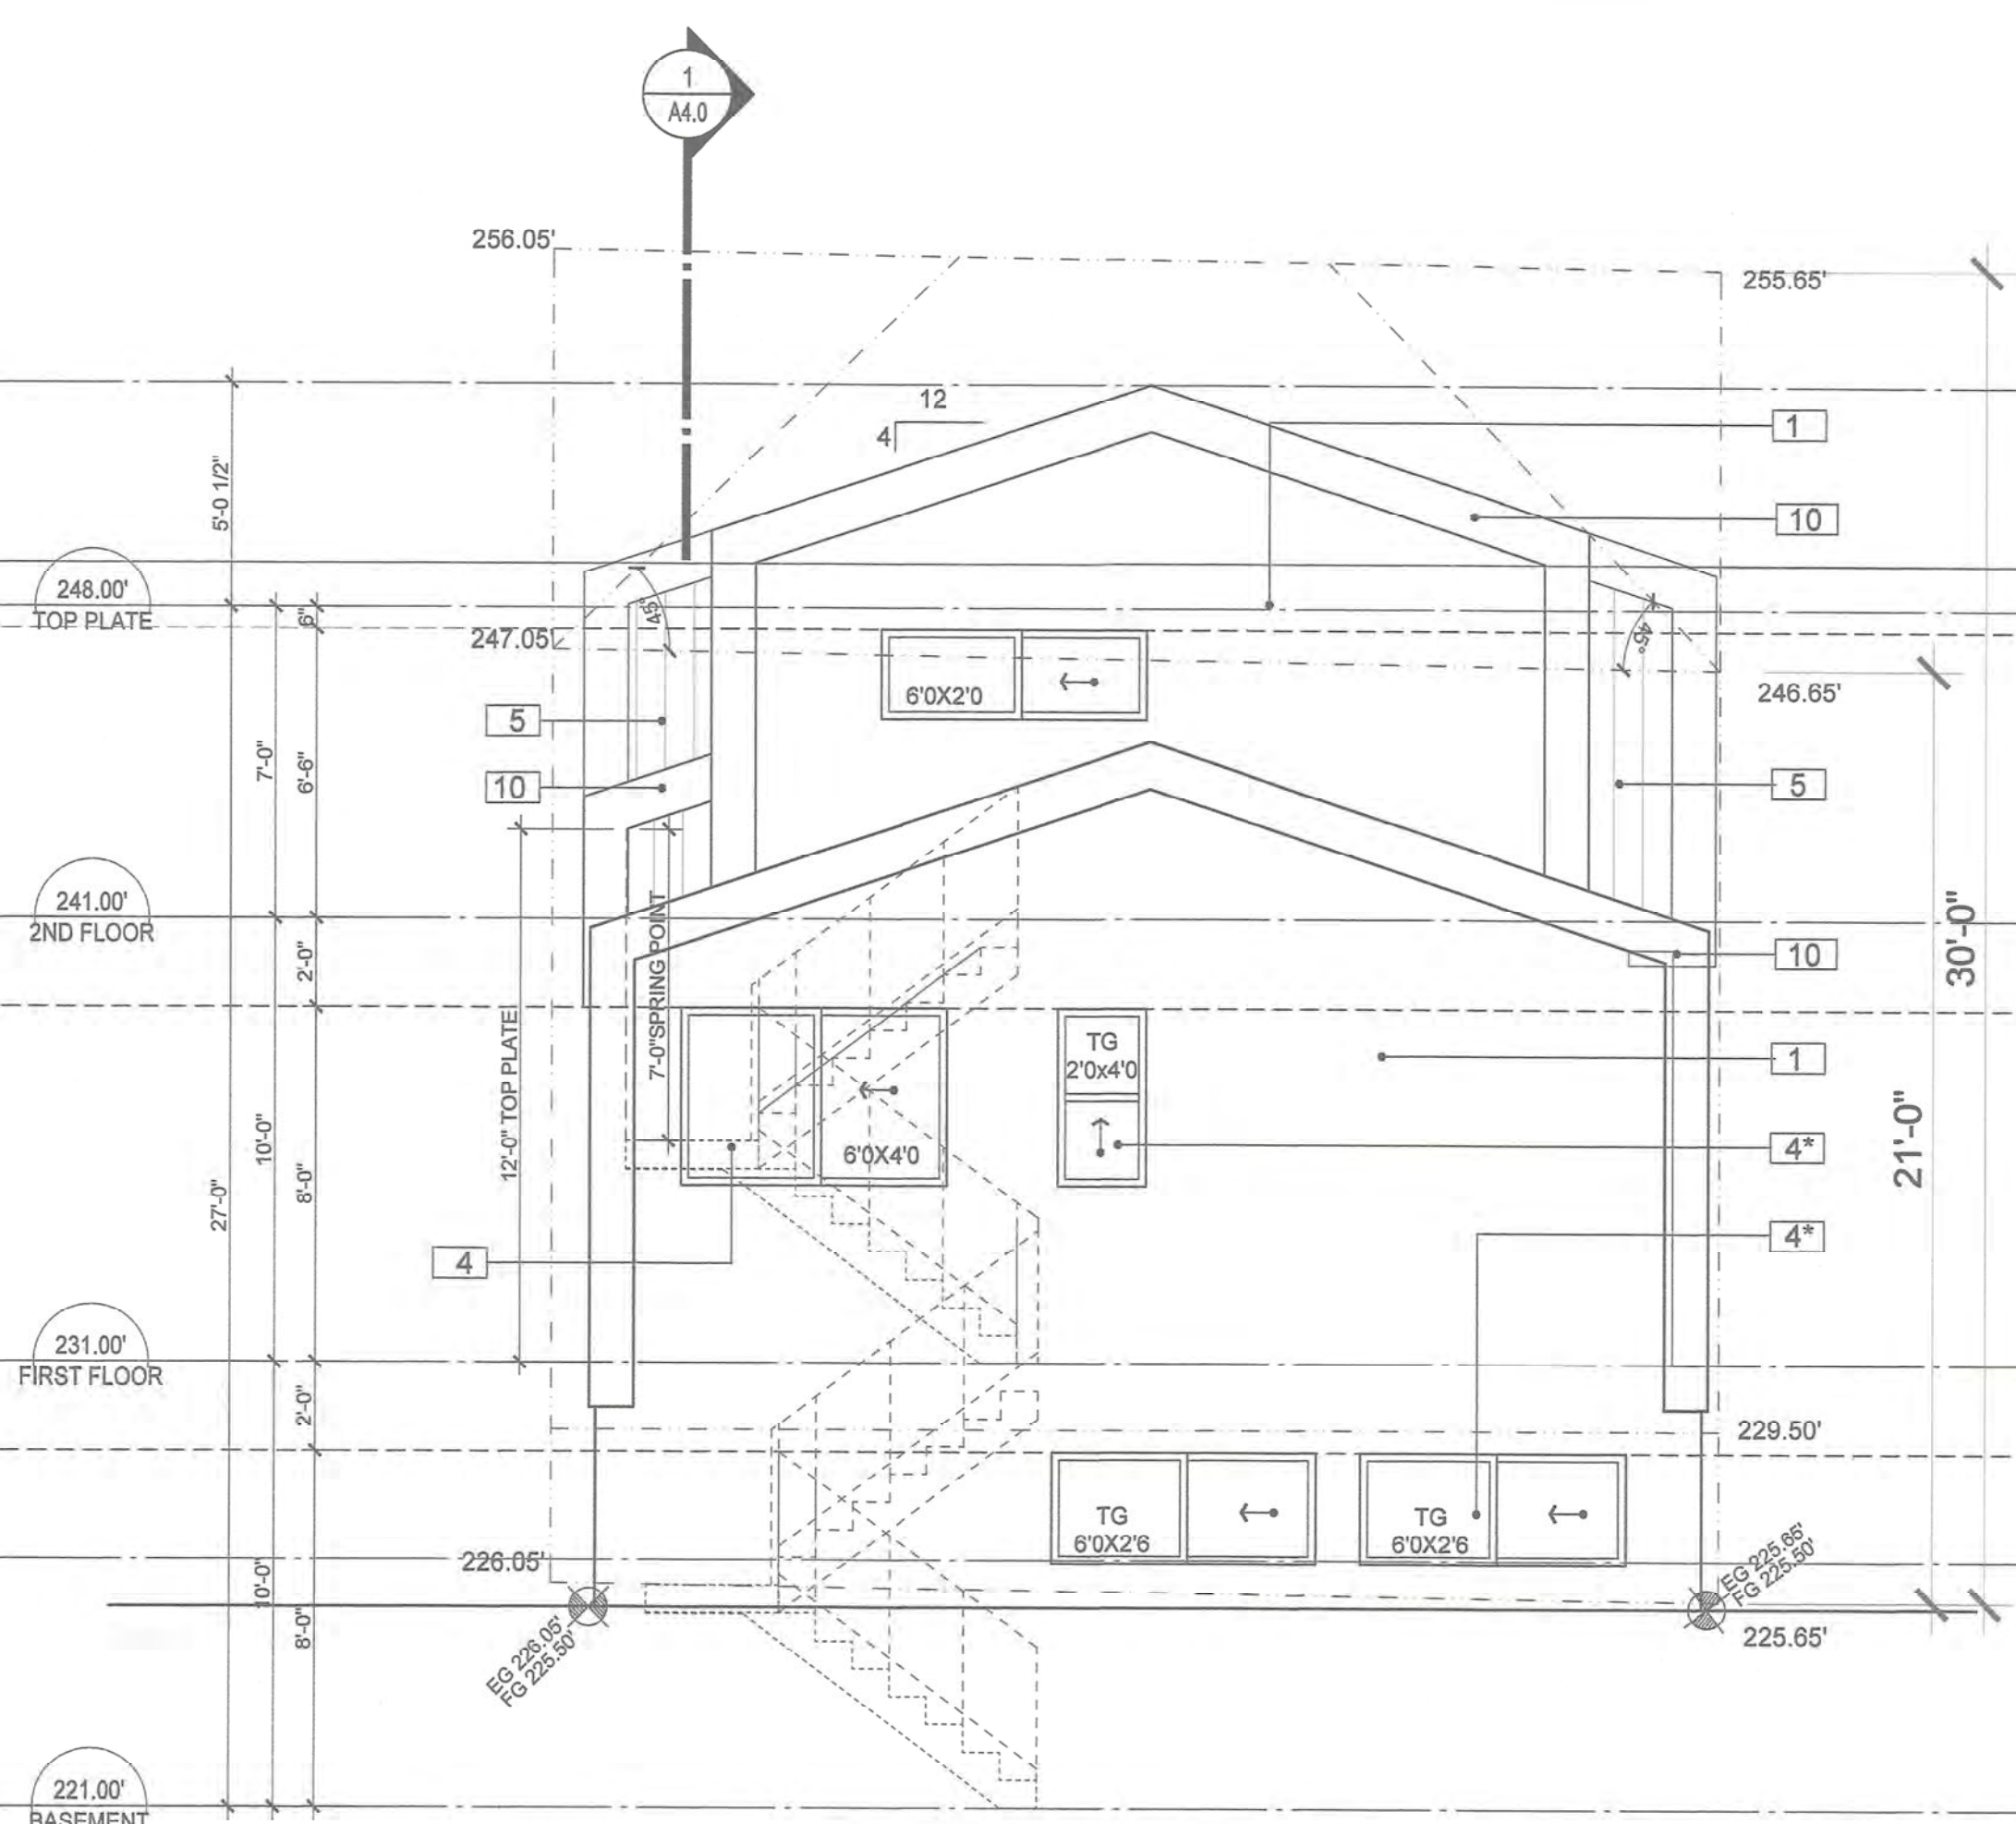 1
A4.0
256.05'
255.65'
12
4
1
10
5'-0 1/2"
248.00'
TOP PLATE
6"
45°
45°
247.05'
246.65'
6'0X2'0
5
10
5
7'-0"
6'-6"
241.00'
2ND FLOOR
2'-0"
10
30'-0"
7'-0"SPRING POINT
12'-0" TOP PLATE
TG
2'0x4'0
1
6'0X4'0
4*
21'-0"
10'-0"
8'-0"
27'-0"
4*
4
231.00'
FIRST FLOOR
2'-0"
229.50'
TG
6'0X2'6
TG
6'0X2'6
226.05'
10'-0"
8'-0"
EG 225.65'
FG 225.50'
225.65'
EG 226.05'
FG 225.50'
221.00'
BASEMENT